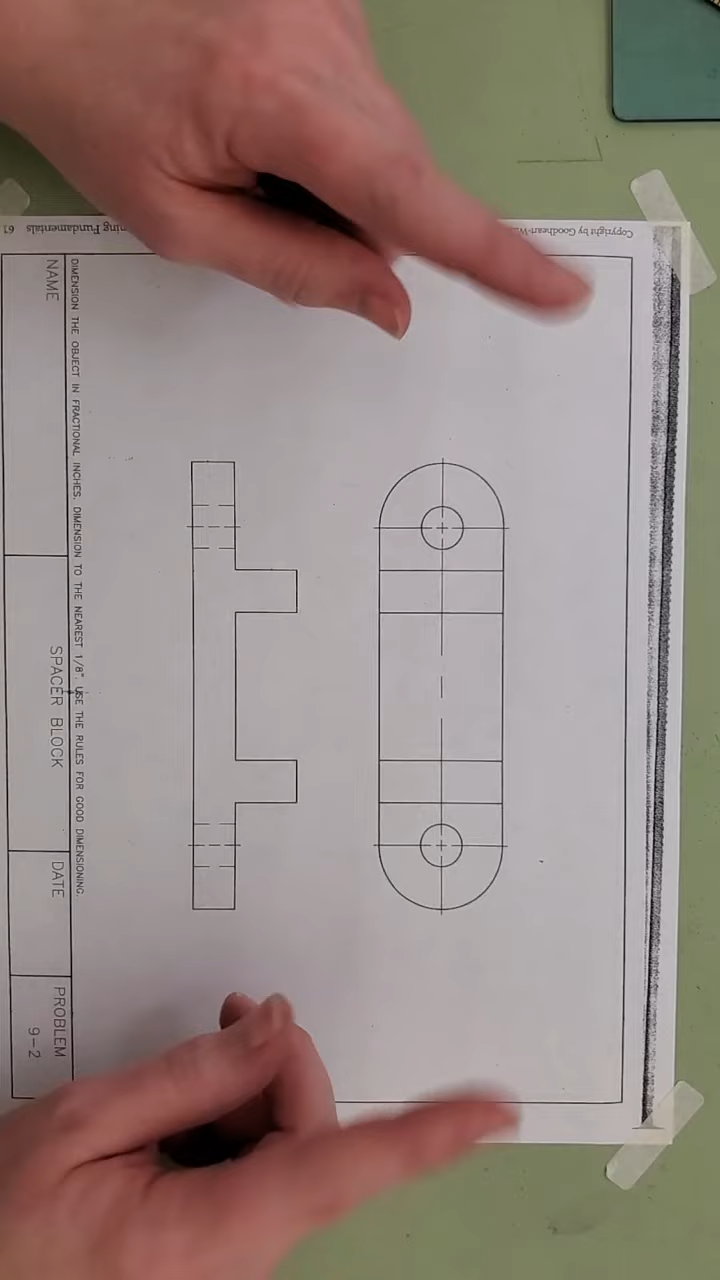 Copyright by Goodheart-Wi
ning Fundamentals 61
DIMENSION THE OBJECT IN FRACTIONAL INCHES. DIMENSION TO THE NEAREST 1/8". USE THE RULES FOR GOOD DIMENSIONING.
NAME
SPACER BLOCK
DATE
PROBLEM
9-2